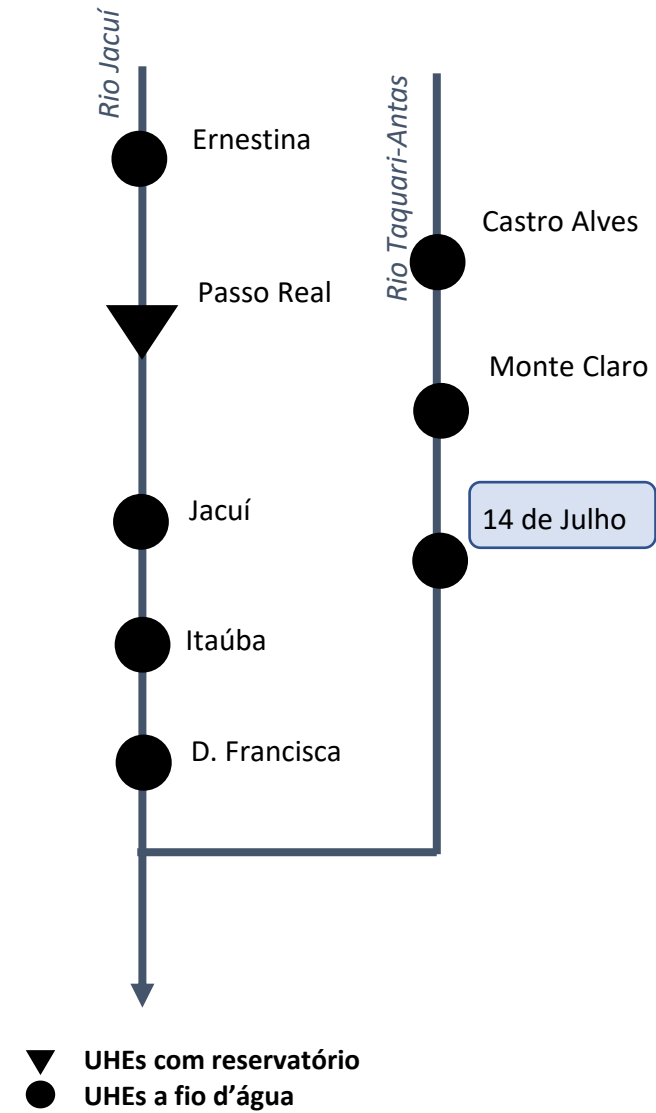 Rio Jacuí
Ernestina
Passo Real
Jacuí
Itaúba
D. Francisca
Rio Taquari-Antas
Castro Alves
Monte Claro
14 de Julho
UHEs com reservatório
UHEs a fio d’água